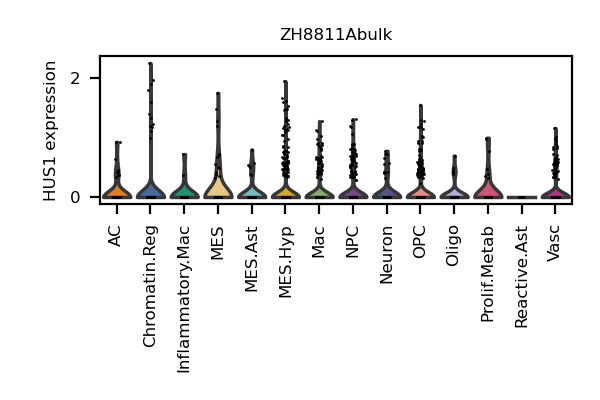 ZH8811Abulk
HUS1 expression
2
0
AC
Chromatin.Reg
Inflammatory.Mac
MES
MES.Ast
MES.Hyp
Mac
NPC
Neuron
OPC
Oligo
Prolif.Metab
Reactive.Ast
Vasc